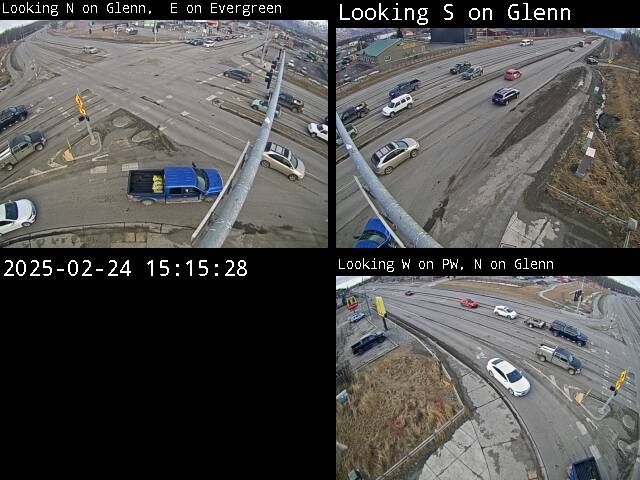 Looking N on Glenn,  E on Evergreen
Looking S on Glenn
2025-02-24 15:15:28
Looking W on PW, N on Glenn